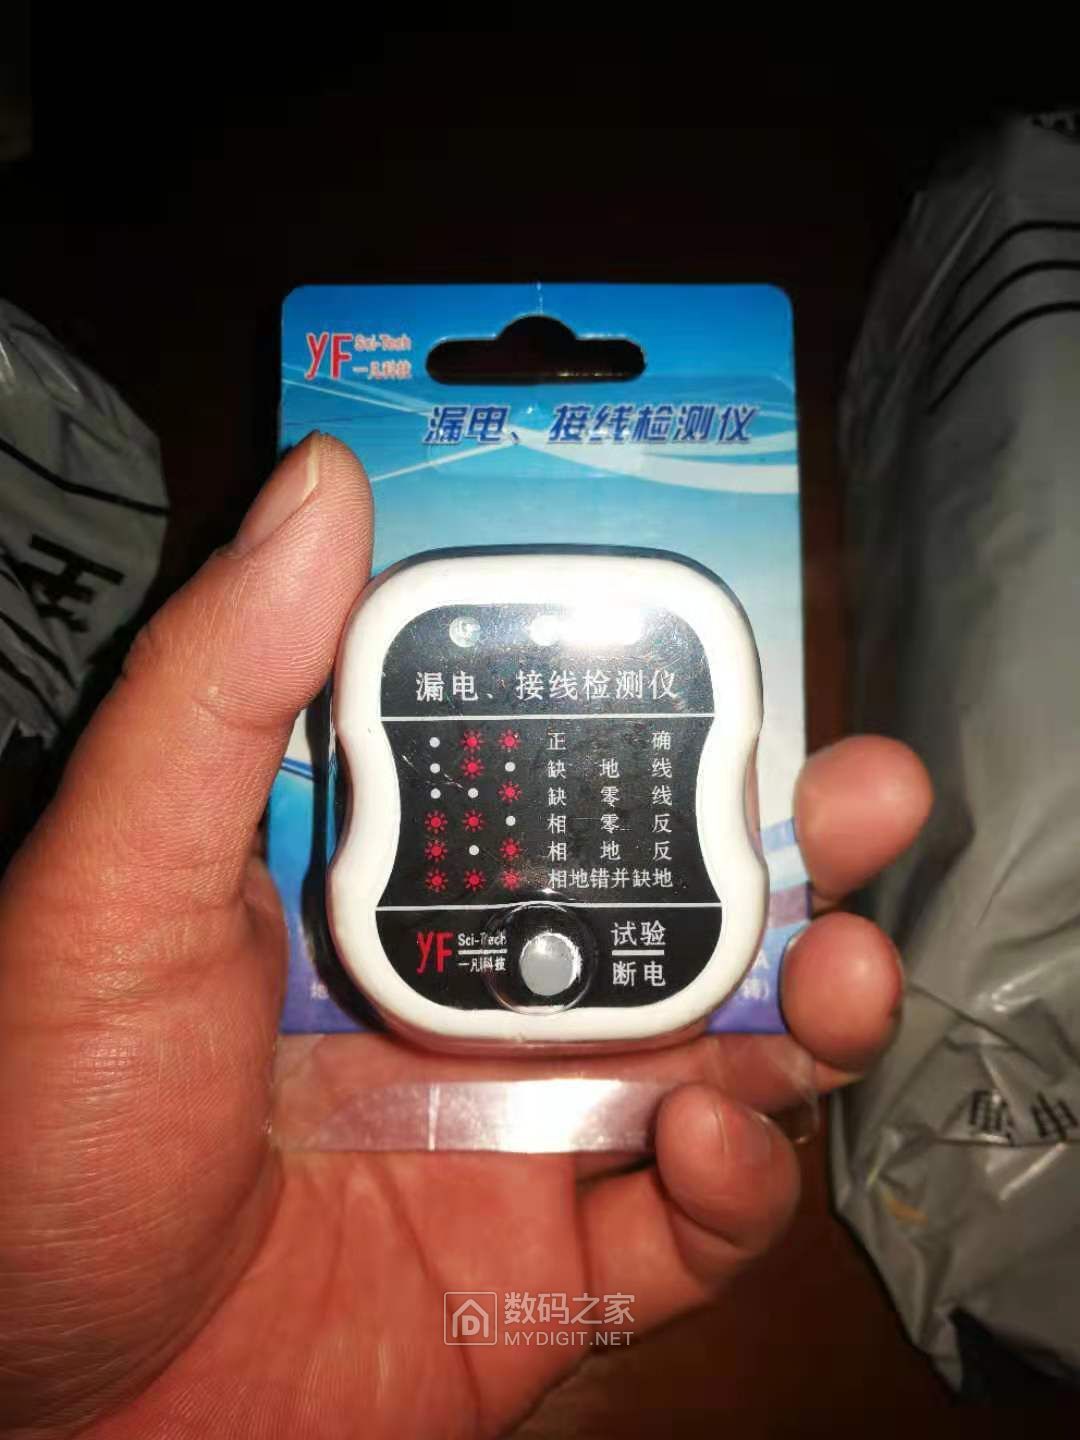 YF Sci-Tech
一凡科技
漏电、接线检测仪
漏电、接线检测仪
正 确
缺 地 线
缺 零 线
相 零 反
相 地 反
相地错并缺地
YF Sci-Tech
一凡科技
试验
断电
数码之家
MYDIGIT.NET